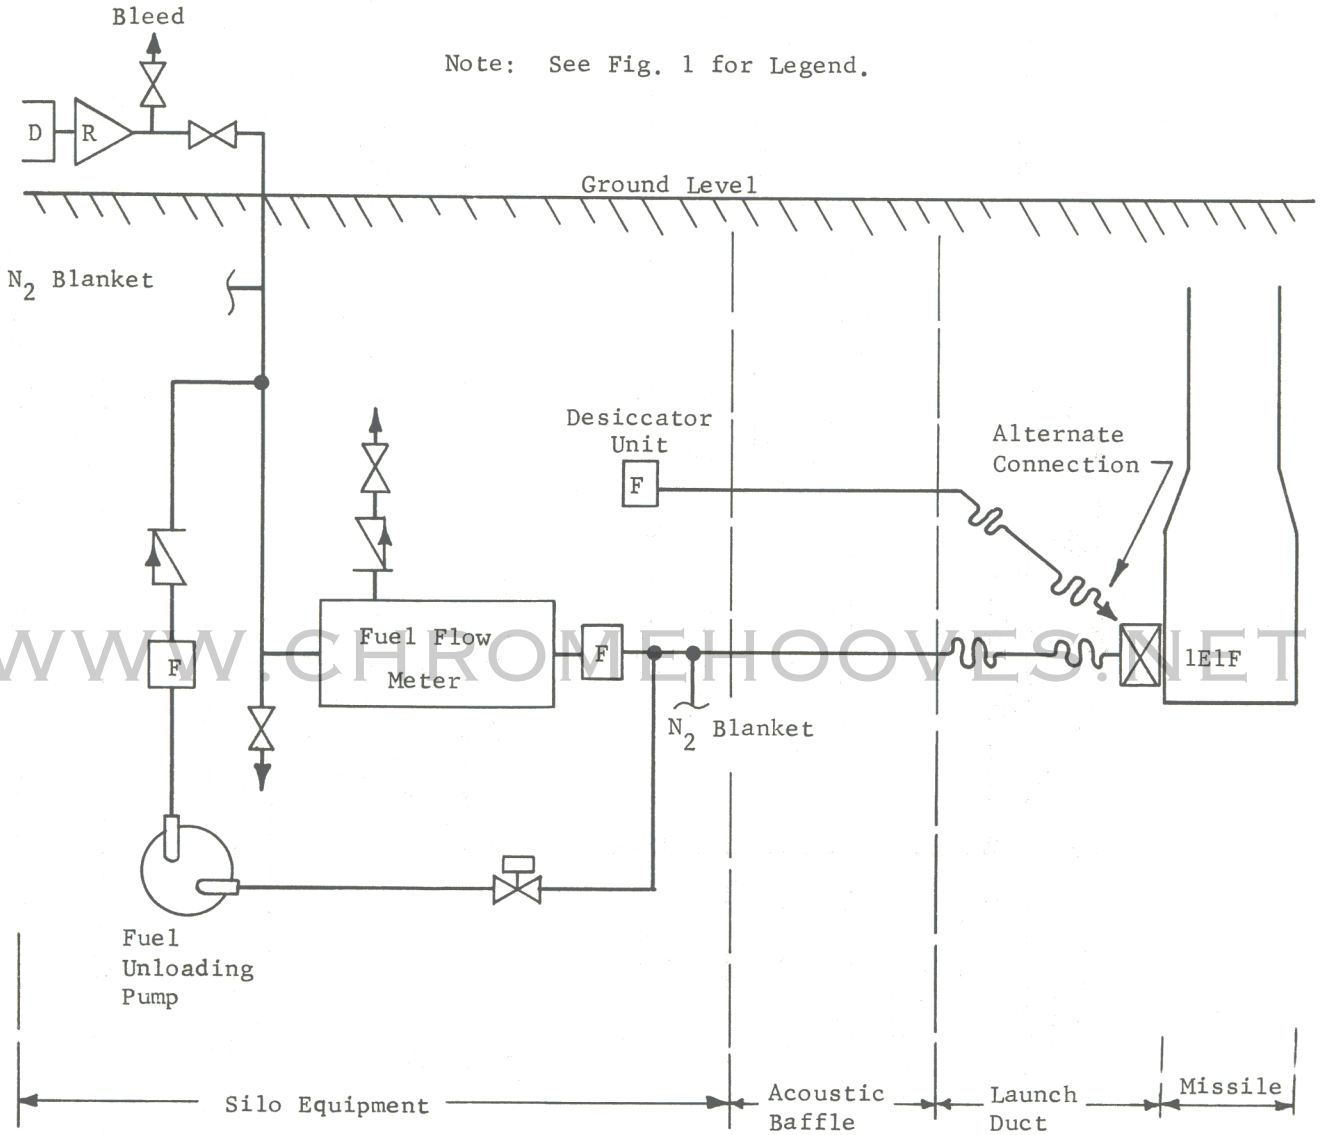 Bleed
Note: See Fig. 1 for Legend.
D
R
Ground Level
N2 Blanket
Desiccator
Unit
F
Alternate
Connection
Fuel Flow
Meter
F
F
1E1F
WWW.CHROMEHOOVES.NET
N2 Blanket
Fuel
Unloading
Pump
Silo Equipment
Acoustic
Baffle
Launch
Duct
Missile